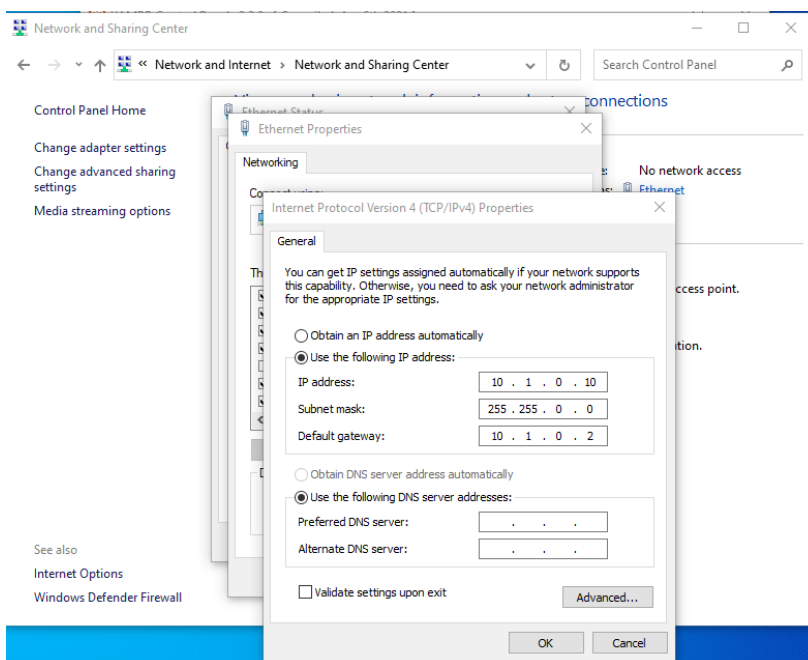 Network and Sharing Center
« Network and Internet › Network and Sharing Center
Search Control Panel
Control Panel Home
Change adapter settings
Change advanced sharing
settings
Media streaming options
See also
Internet Options
Windows Defender Firewall
connections
No network access
Ethernet
ccess point.
tion.
Ethernet Status
Ethernet Properties
Networking
Th
Internet Protocol Version 4 (TCP/IPv4) Properties
General
You can get IP settings assigned automatically if your network supports
this capability. Otherwise, you need to ask your network administrator
for the appropriate IP settings.
Obtain an IP address automatically
Use the following IP address:
IP address: 10 . 1 . 0 . 10
Subnet mask: 255 . 255 . 0 . 0
Default gateway: 10 . 1 . 0 . 2
Obtain DNS server address automatically
Use the following DNS server addresses:
Preferred DNS server: . . .
Alternate DNS server: . . .
Validate settings upon exit
Advanced...
OK Cancel